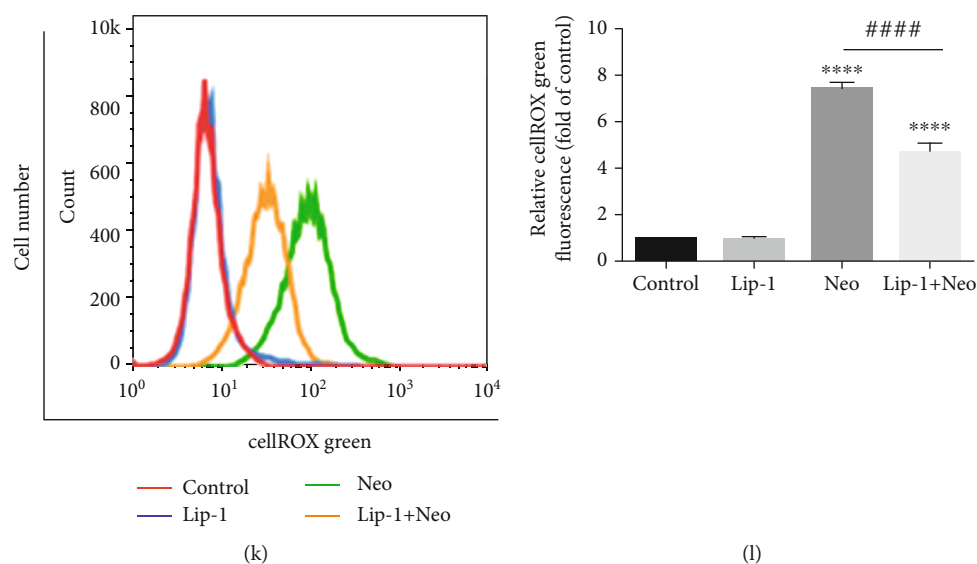 10k
800
600
400
200
0
Cell number
Count
10^0 10^1 10^2 10^3 10^4
cellROX green
Control
Lip-1
Neo
Lip-1+Neo
(k)
Relative cellROX green
fluorescence (fold of control)
10
8
6
4
2
0
####
****
****
Control Lip-1 Neo Lip-1+Neo
(l)